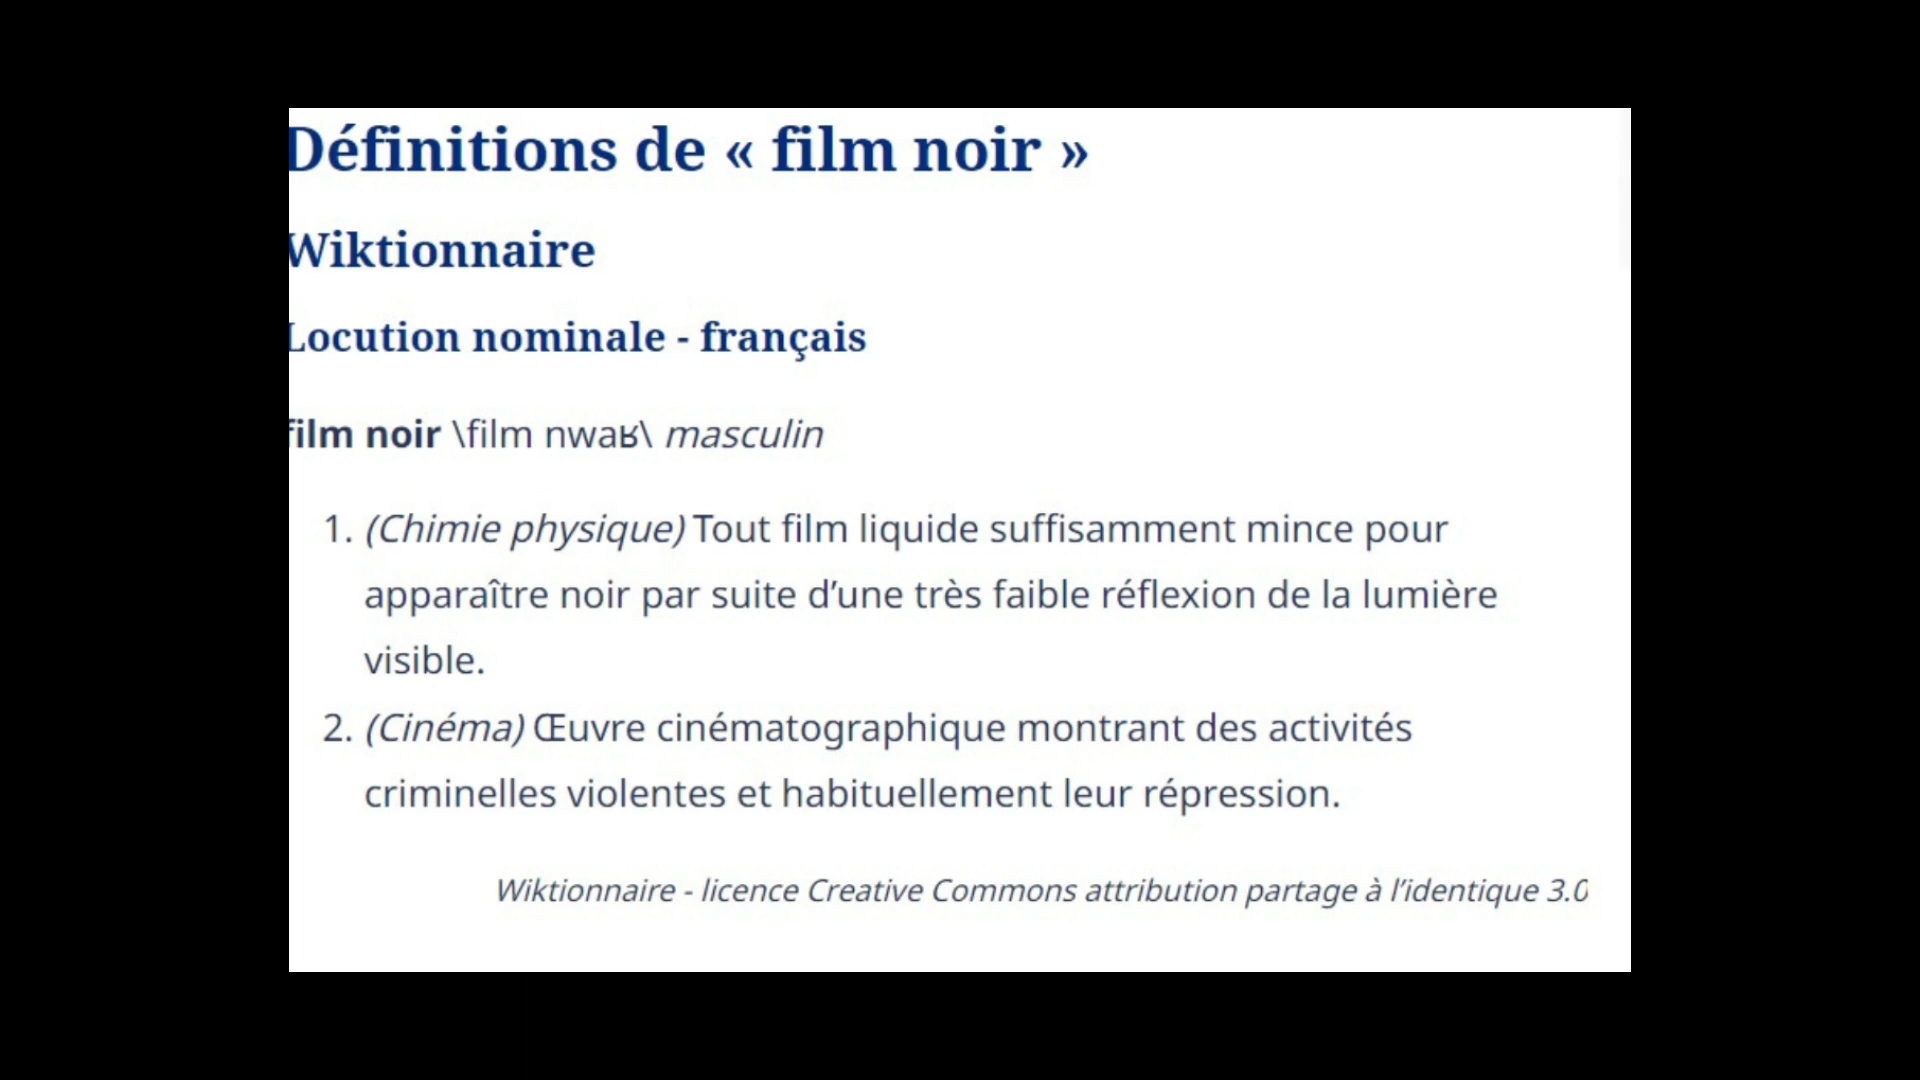 Définitions de « film noir »
Wiktionnaire
Locution nominale - français
film noir \film nwaʁ\ masculin
1. (Chimie physique) Tout film liquide suffisamment mince pour
apparaître noir par suite d’une très faible réflexion de la lumière
visible.
2. (Cinéma) Œuvre cinématographique montrant des activités
criminelles violentes et habituellement leur répression.
Wiktionnaire - licence Creative Commons attribution partage à l’identique 3.0